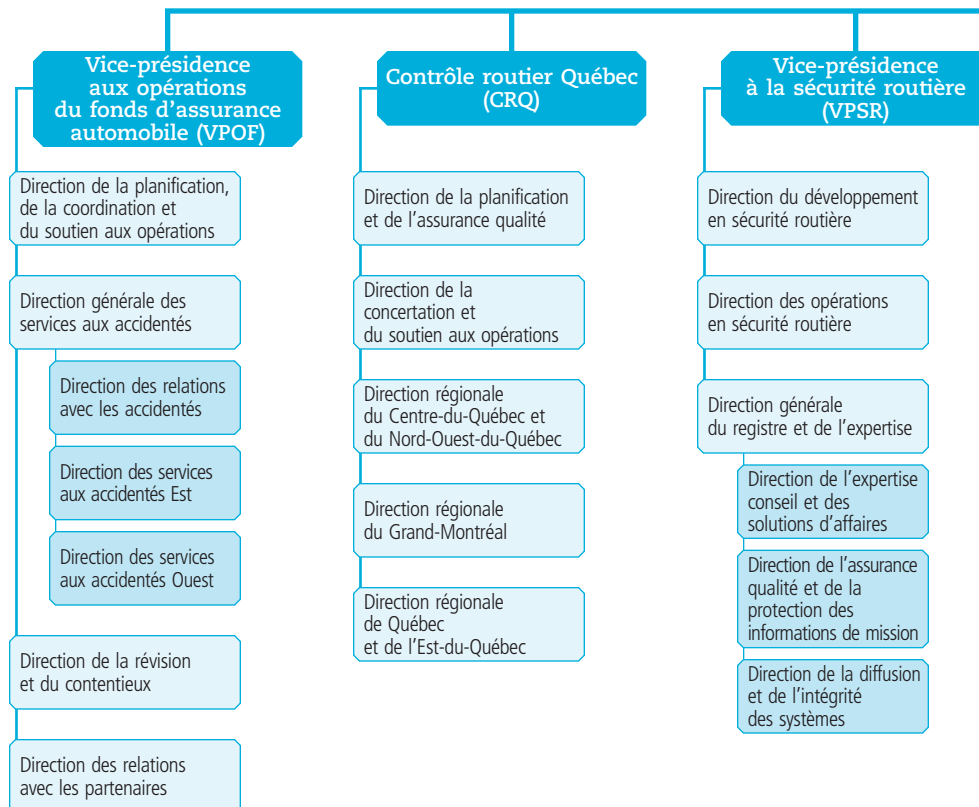 Vice-présidence
aux opérations
du fonds d'assurance
automobile (VPOF)
Direction de la planification,
de la coordination et
du soutien aux opérations
Direction générale des
services aux accidentés
Direction des relations
avec les accidentés
Direction des services
aux accidentés Est
Direction des services
aux accidentés Ouest
Direction de la révision
et du contentieux
Direction des relations
avec les partenaires
Contrôle routier Québec
(CRQ)
Direction de la planification
et de l'assurance qualité
Direction de la
concertation et
du soutien aux opérations
Direction régionale
du Centre-du-Québec et
du Nord-Ouest-du-Québec
Direction régionale
du Grand-Montréal
Direction régionale
de Québec
et de l'Est-du-Québec
Vice-présidence
à la sécurité routière
(VPSR)
Direction du développement
en sécurité routière
Direction des opérations
en sécurité routière
Direction générale
du registre et de l'expertise
Direction de l'expertise
conseil et des
solutions d'affaires
Direction de l'assurance
qualité et de la
protection des
informations de mission
Direction de la diffusion
et de l'intégrité
des systèmes